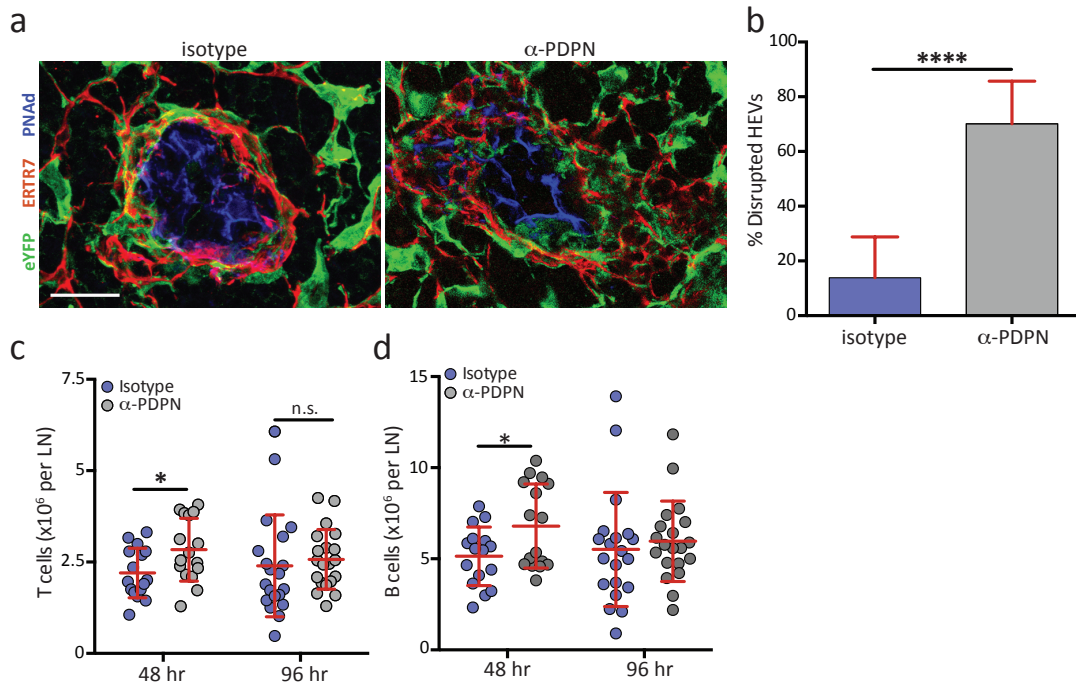 a
isotype
α-PDPN
eYFP ERTR7 PNAd
b
% Disrupted HEVs
100
80
60
40
20
0
****
isotype
α-PDPN
c
T cells (x10⁶ per LN)
7.5
5
2.5
0
Isotype
α-PDPN
*
n.s.
48 hr
96 hr
d
B cells (x10⁶ per LN)
15
10
5
0
Isotype
α-PDPN
*
48 hr
96 hr